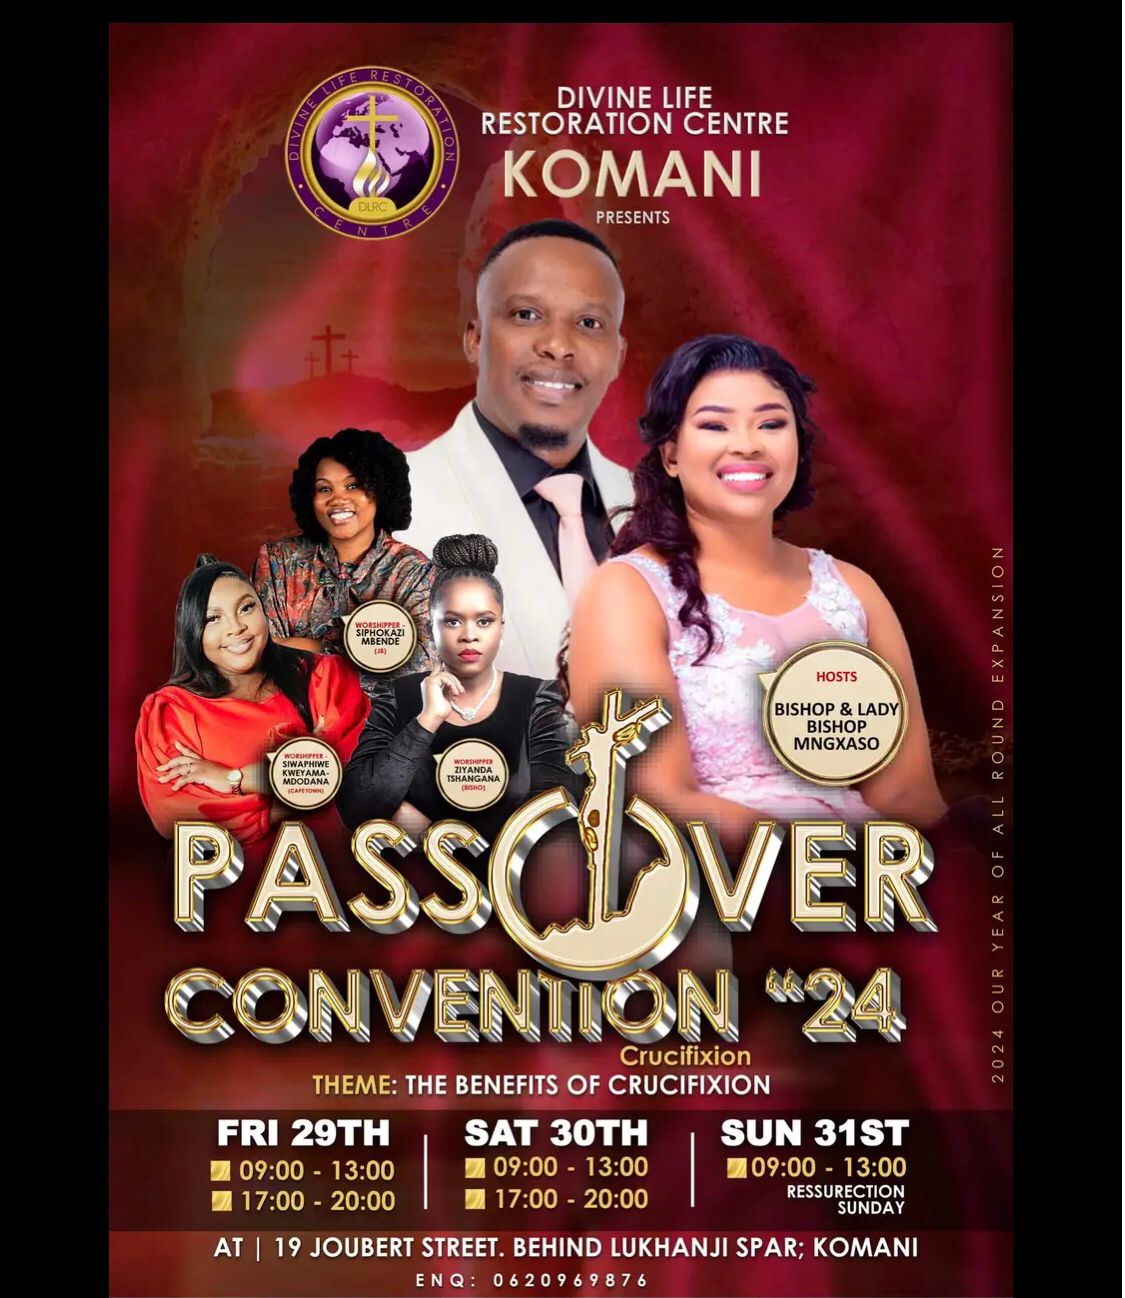 DIVINE LIFE RESTORATION
CENTRE
DLRC
DIVINE LIFE
RESTORATION CENTRE
KOMANI
PRESENTS
WORSHIPPER -
SIPHOKAZI
MBENDE
(JB)
WORSHIPPER -
SIWAPHIWE
KWEYAMA-
MDODANA
(CAPE TOWN)
WORSHIPPER
ZIYANDA
TSHANGANA
(BISHO)
HOSTS
BISHOP & LADY
BISHOP
MNGXASO
2024 OUR YEAR OF ALL ROUND EXPANSION
PASSOVER
CONVENTION “24
Crucifixion
THEME: THE BENEFITS OF CRUCIFIXION
FRI 29TH
09:00 - 13:00
17:00 - 20:00
SAT 30TH
09:00 - 13:00
17:00 - 20:00
SUN 31ST
09:00 - 13:00
RESSURECTION
SUNDAY
AT | 19 JOUBERT STREET. BEHIND LUKHANJI SPAR; KOMANI
ENQ: 0620969876